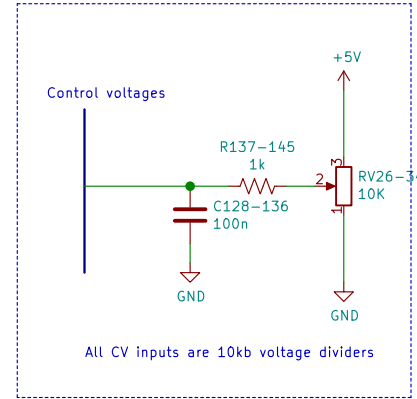 +5V
Control voltages
R137-145
1k
3
2
RV26-3
10K
1
C128-136
100n
GND
GND
All CV inputs are 10kb voltage dividers